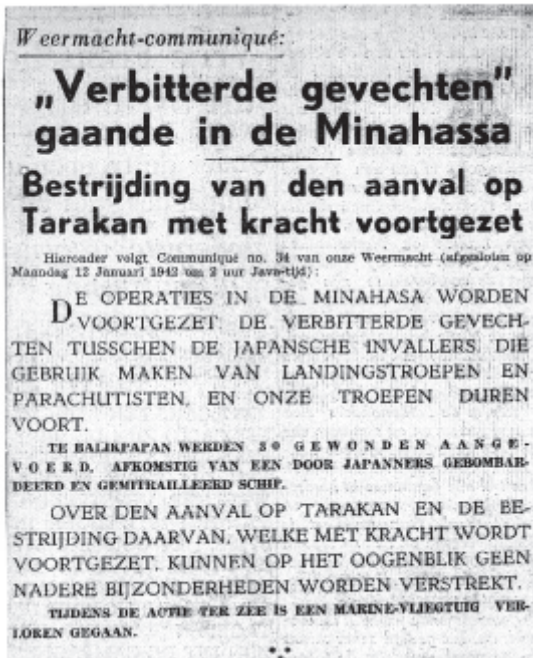 Weermacht-communiqué:
„Verbitterde gevechten”
gaande in de Minahassa
Bestrijding van den aanval op
Tarakan met kracht voortgezet
Hieronder volgt Communiqué no. 34 van onze Weermacht (afgesloten op
Maandag 12 Januari 1942 om 2 uur Java-tijd):
DE OPERATIES IN DE MINAHASA WORDEN
VOORTGEZET. DE VERBITTERDE GEVECH-
TEN TUSSCHEN DE JAPANSCHE INVALLERS, DIE
GEBRUIK MAKEN VAN LANDINGSTROEPEN EN
PARACHUTISTEN, EN ONZE TROEPEN DUREN
VOORT.
TE BALIKPAPAN WERDEN 30 GEWONDEN AANGE-
VOERD, AFKOMSTIG VAN EEN DOOR JAPANNERS GEBOMBAR-
DEERD EN GEMITRAILLEERD SCHIP.
OVER DEN AANVAL OP TARAKAN EN DE BE-
STRIJDING DAARVAN, WELKE MET KRACHT WORDT
VOORTGEZET, KUNNEN OP HET OOGENBLIK GEEN
NADERE BIJZONDERHEDEN WORDEN VERSTREKT.
TIJDENS DE ACTIE TER ZEE IS EEN MARINE-VLIEGTUIG VER-
LOREN GEGAAN.